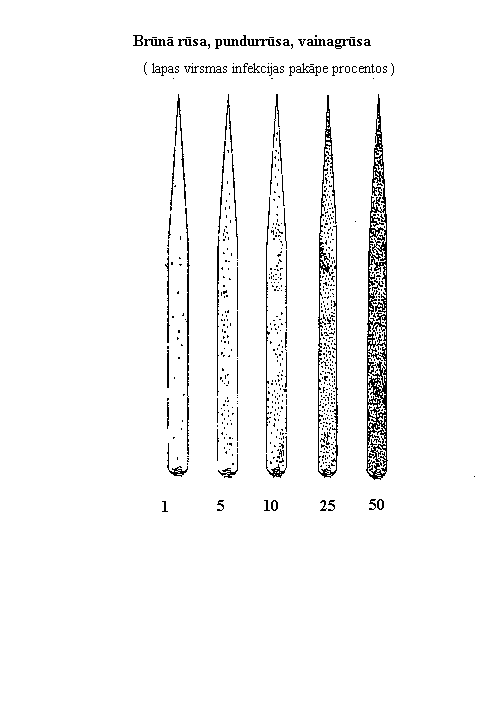 Brūnā rūsa, pundurrūsa, vainagrūsa
( lapas virsmas infekcijas pakāpe procentos )
1 5 10 25 50